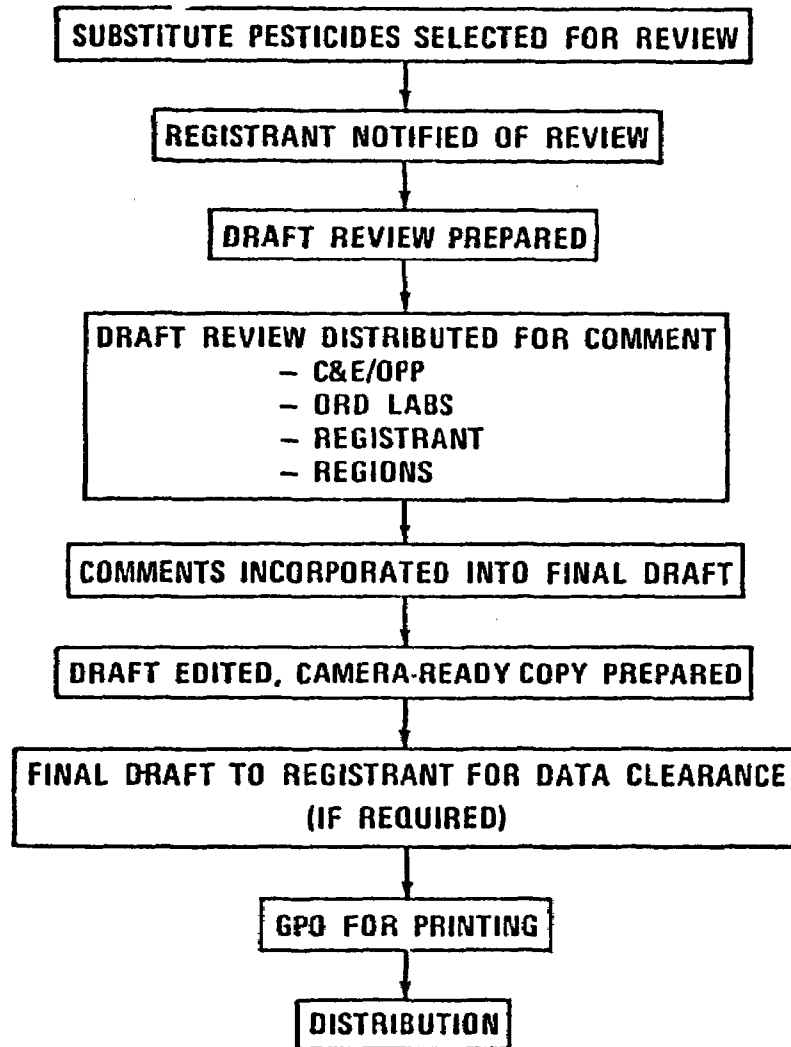 SUBSTITUTE PESTICIDES SELECTED FOR REVIEW
REGISTRANT NOTIFIED OF REVIEW
DRAFT REVIEW PREPARED
DRAFT REVIEW DISTRIBUTED FOR COMMENT
– C&E/OPP
– ORD LABS
– REGISTRANT
– REGIONS
COMMENTS INCORPORATED INTO FINAL DRAFT
DRAFT EDITED, CAMERA-READY COPY PREPARED
FINAL DRAFT TO REGISTRANT FOR DATA CLEARANCE
(IF REQUIRED)
GPO FOR PRINTING
DISTRIBUTION